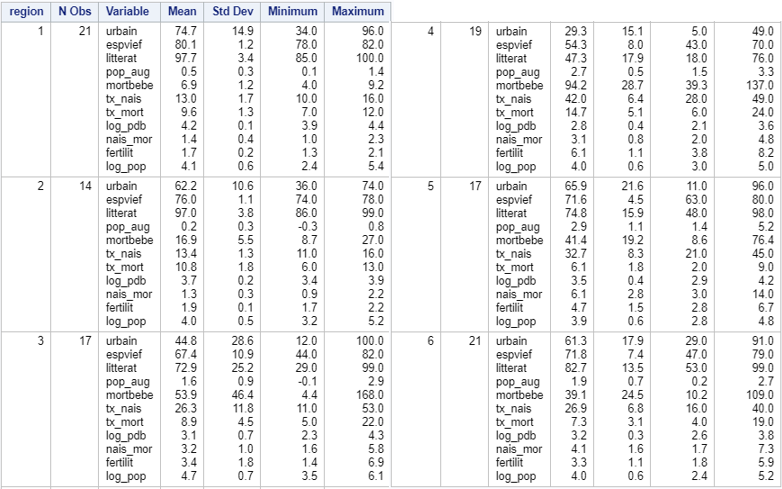 region N Obs Variable Mean Std Dev Minimum Maximum
1 21 urbain 74.7 14.9 34.0 96.0
espvief 80.1 1.2 78.0 82.0
litterat 97.7 3.4 85.0 100.0
pop_aug 0.5 0.3 0.1 1.4
mortbebe 6.9 1.2 4.0 9.2
tx_nais 13.0 1.7 10.0 16.0
tx_mort 9.6 1.3 7.0 12.0
log_pdb 4.2 0.1 3.9 4.4
nais_mor 1.4 0.4 1.0 2.3
fertilit 1.7 0.2 1.3 2.1
log_pop 4.1 0.6 2.4 5.4
2 14 urbain 62.2 10.6 36.0 74.0
espvief 76.0 1.1 74.0 78.0
litterat 97.0 3.8 86.0 99.0
pop_aug 0.2 0.3 -0.3 0.8
mortbebe 16.9 5.5 8.7 27.0
tx_nais 13.4 1.3 11.0 16.0
tx_mort 10.8 1.8 6.0 13.0
log_pdb 3.7 0.2 3.4 3.9
nais_mor 1.3 0.3 0.9 2.2
fertilit 1.9 0.1 1.7 2.2
log_pop 4.0 0.5 3.2 5.2
3 17 urbain 44.8 28.6 12.0 100.0
espvief 67.4 10.9 44.0 82.0
litterat 72.9 25.2 29.0 99.0
pop_aug 1.6 0.9 -0.1 2.9
mortbebe 53.9 46.4 4.4 168.0
tx_nais 26.3 11.8 11.0 53.0
tx_mort 8.9 4.5 5.0 22.0
log_pdb 3.1 0.7 2.3 4.3
nais_mor 3.2 1.0 1.6 5.8
fertilit 3.4 1.8 1.4 6.9
log_pop 4.7 0.7 3.5 6.1
4 19 urbain 29.3 15.1 5.0 49.0
espvief 54.3 8.0 43.0 70.0
litterat 47.3 17.9 18.0 76.0
pop_aug 2.7 0.5 1.5 3.3
mortbebe 94.2 28.7 39.3 137.0
tx_nais 42.0 6.4 28.0 49.0
tx_mort 14.7 5.1 6.0 24.0
log_pdb 2.8 0.4 2.1 3.6
nais_mor 3.1 0.8 2.0 4.8
fertilit 6.1 1.1 3.8 8.2
log_pop 4.0 0.6 3.0 5.0
5 17 urbain 65.9 21.6 11.0 96.0
espvief 71.6 4.5 63.0 80.0
litterat 74.8 15.9 48.0 98.0
pop_aug 2.9 1.1 1.4 5.2
mortbebe 41.4 19.2 8.6 76.4
tx_nais 32.7 8.3 21.0 45.0
tx_mort 6.1 1.8 2.0 9.0
log_pdb 3.5 0.4 2.9 4.2
nais_mor 6.1 2.8 3.0 14.0
fertilit 4.7 1.5 2.8 6.7
log_pop 3.9 0.6 2.8 4.8
6 21 urbain 61.3 17.9 29.0 91.0
espvief 71.8 7.4 47.0 79.0
litterat 82.7 13.5 53.0 99.0
pop_aug 1.9 0.7 0.2 2.7
mortbebe 39.1 24.5 10.2 109.0
tx_nais 26.9 6.8 16.0 40.0
tx_mort 7.3 3.1 4.0 19.0
log_pdb 3.2 0.3 2.6 3.8
nais_mor 4.1 1.6 1.7 7.3
fertilit 3.3 1.1 1.8 5.9
log_pop 4.0 0.6 2.4 5.2